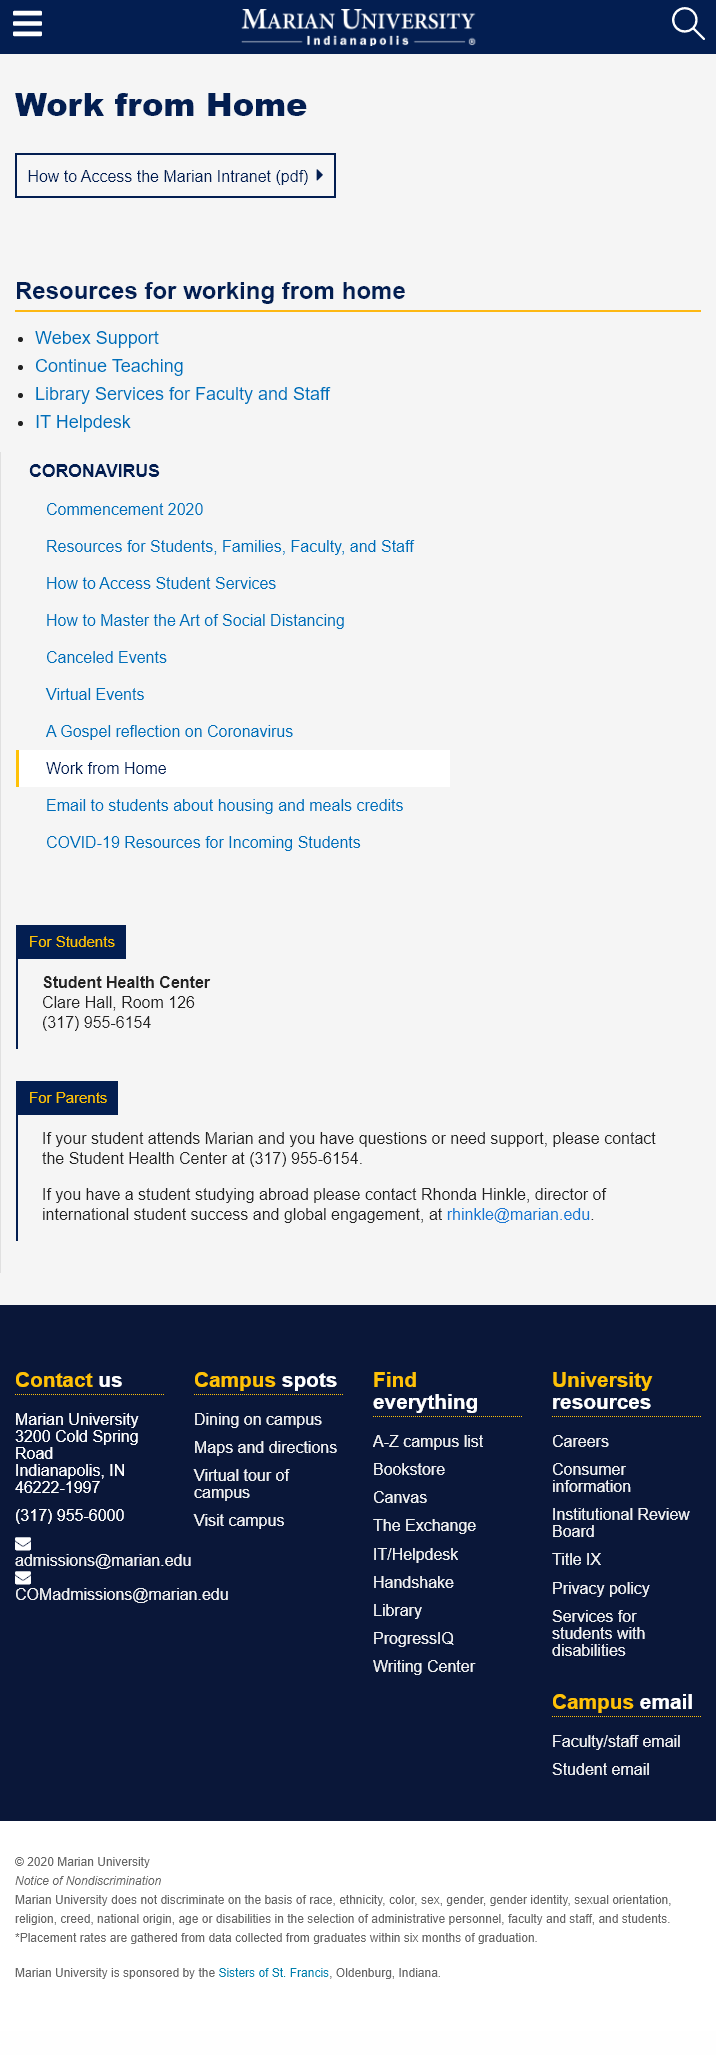 MARIAN UNIVERSITY
Indianapolis ®
Work from Home
How to Access the Marian Intranet (pdf)
Resources for working from home
Webex Support
Continue Teaching
Library Services for Faculty and Staff
IT Helpdesk
CORONAVIRUS
Commencement 2020
Resources for Students, Families, Faculty, and Staff
How to Access Student Services
How to Master the Art of Social Distancing
Canceled Events
Virtual Events
A Gospel reflection on Coronavirus
Work from Home
Email to students about housing and meals credits
COVID-19 Resources for Incoming Students
For Students
Student Health Center
Clare Hall, Room 126
(317) 955-6154
For Parents
If your student attends Marian and you have questions or need support, please contact
the Student Health Center at (317) 955-6154.
If you have a student studying abroad please contact Rhonda Hinkle, director of
international student success and global engagement, at rhinkle@marian.edu.
Contact us
Marian University
3200 Cold Spring
Road
Indianapolis, IN
46222-1997
(317) 955-6000
admissions@marian.edu
COMadmissions@marian.edu
Campus spots
Dining on campus
Maps and directions
Virtual tour of
campus
Visit campus
Find
everything
A-Z campus list
Bookstore
Canvas
The Exchange
IT/Helpdesk
Handshake
Library
ProgressIQ
Writing Center
University
resources
Careers
Consumer
information
Institutional Review
Board
Title IX
Privacy policy
Services for
students with
disabilities
Campus email
Faculty/staff email
Student email
© 2020 Marian University
Notice of Nondiscrimination
Marian University does not discriminate on the basis of race, ethnicity, color, sex, gender, gender identity, sexual orientation,
religion, creed, national origin, age or disabilities in the selection of administrative personnel, faculty and staff, and students.
*Placement rates are gathered from data collected from graduates within six months of graduation.
Marian University is sponsored by the Sisters of St. Francis, Oldenburg, Indiana.